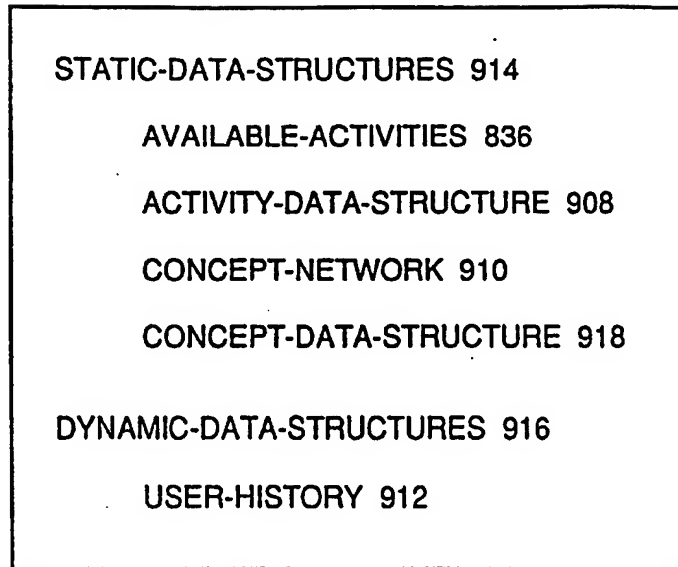 STATIC-DATA-STRUCTURES 914
AVAILABLE-ACTIVITIES 836
ACTIVITY-DATA-STRUCTURE 908
CONCEPT-NETWORK 910
CONCEPT-DATA-STRUCTURE 918
DYNAMIC-DATA-STRUCTURES 916
USER-HISTORY 912